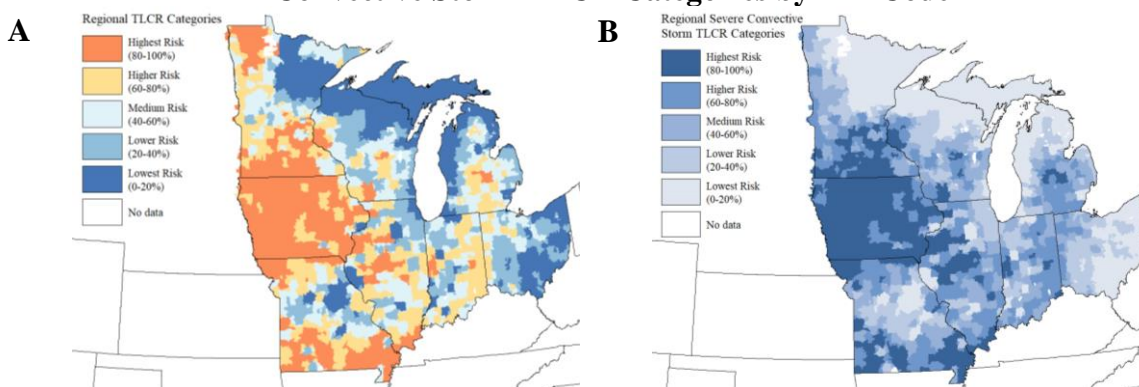 A
Regional TLCR Categories
Highest Risk
(80-100%)
Higher Risk
(60-80%)
Medium Risk
(40-60%)
Lower Risk
(20-40%)
Lowest Risk
(0-20%)
No data
B
Regional Severe Convective
Storm TLCR Categories
Highest Risk
(80-100%)
Higher Risk
(60-80%)
Medium Risk
(40-60%)
Lower Risk
(20-40%)
Lowest Risk
(0-20%)
No data